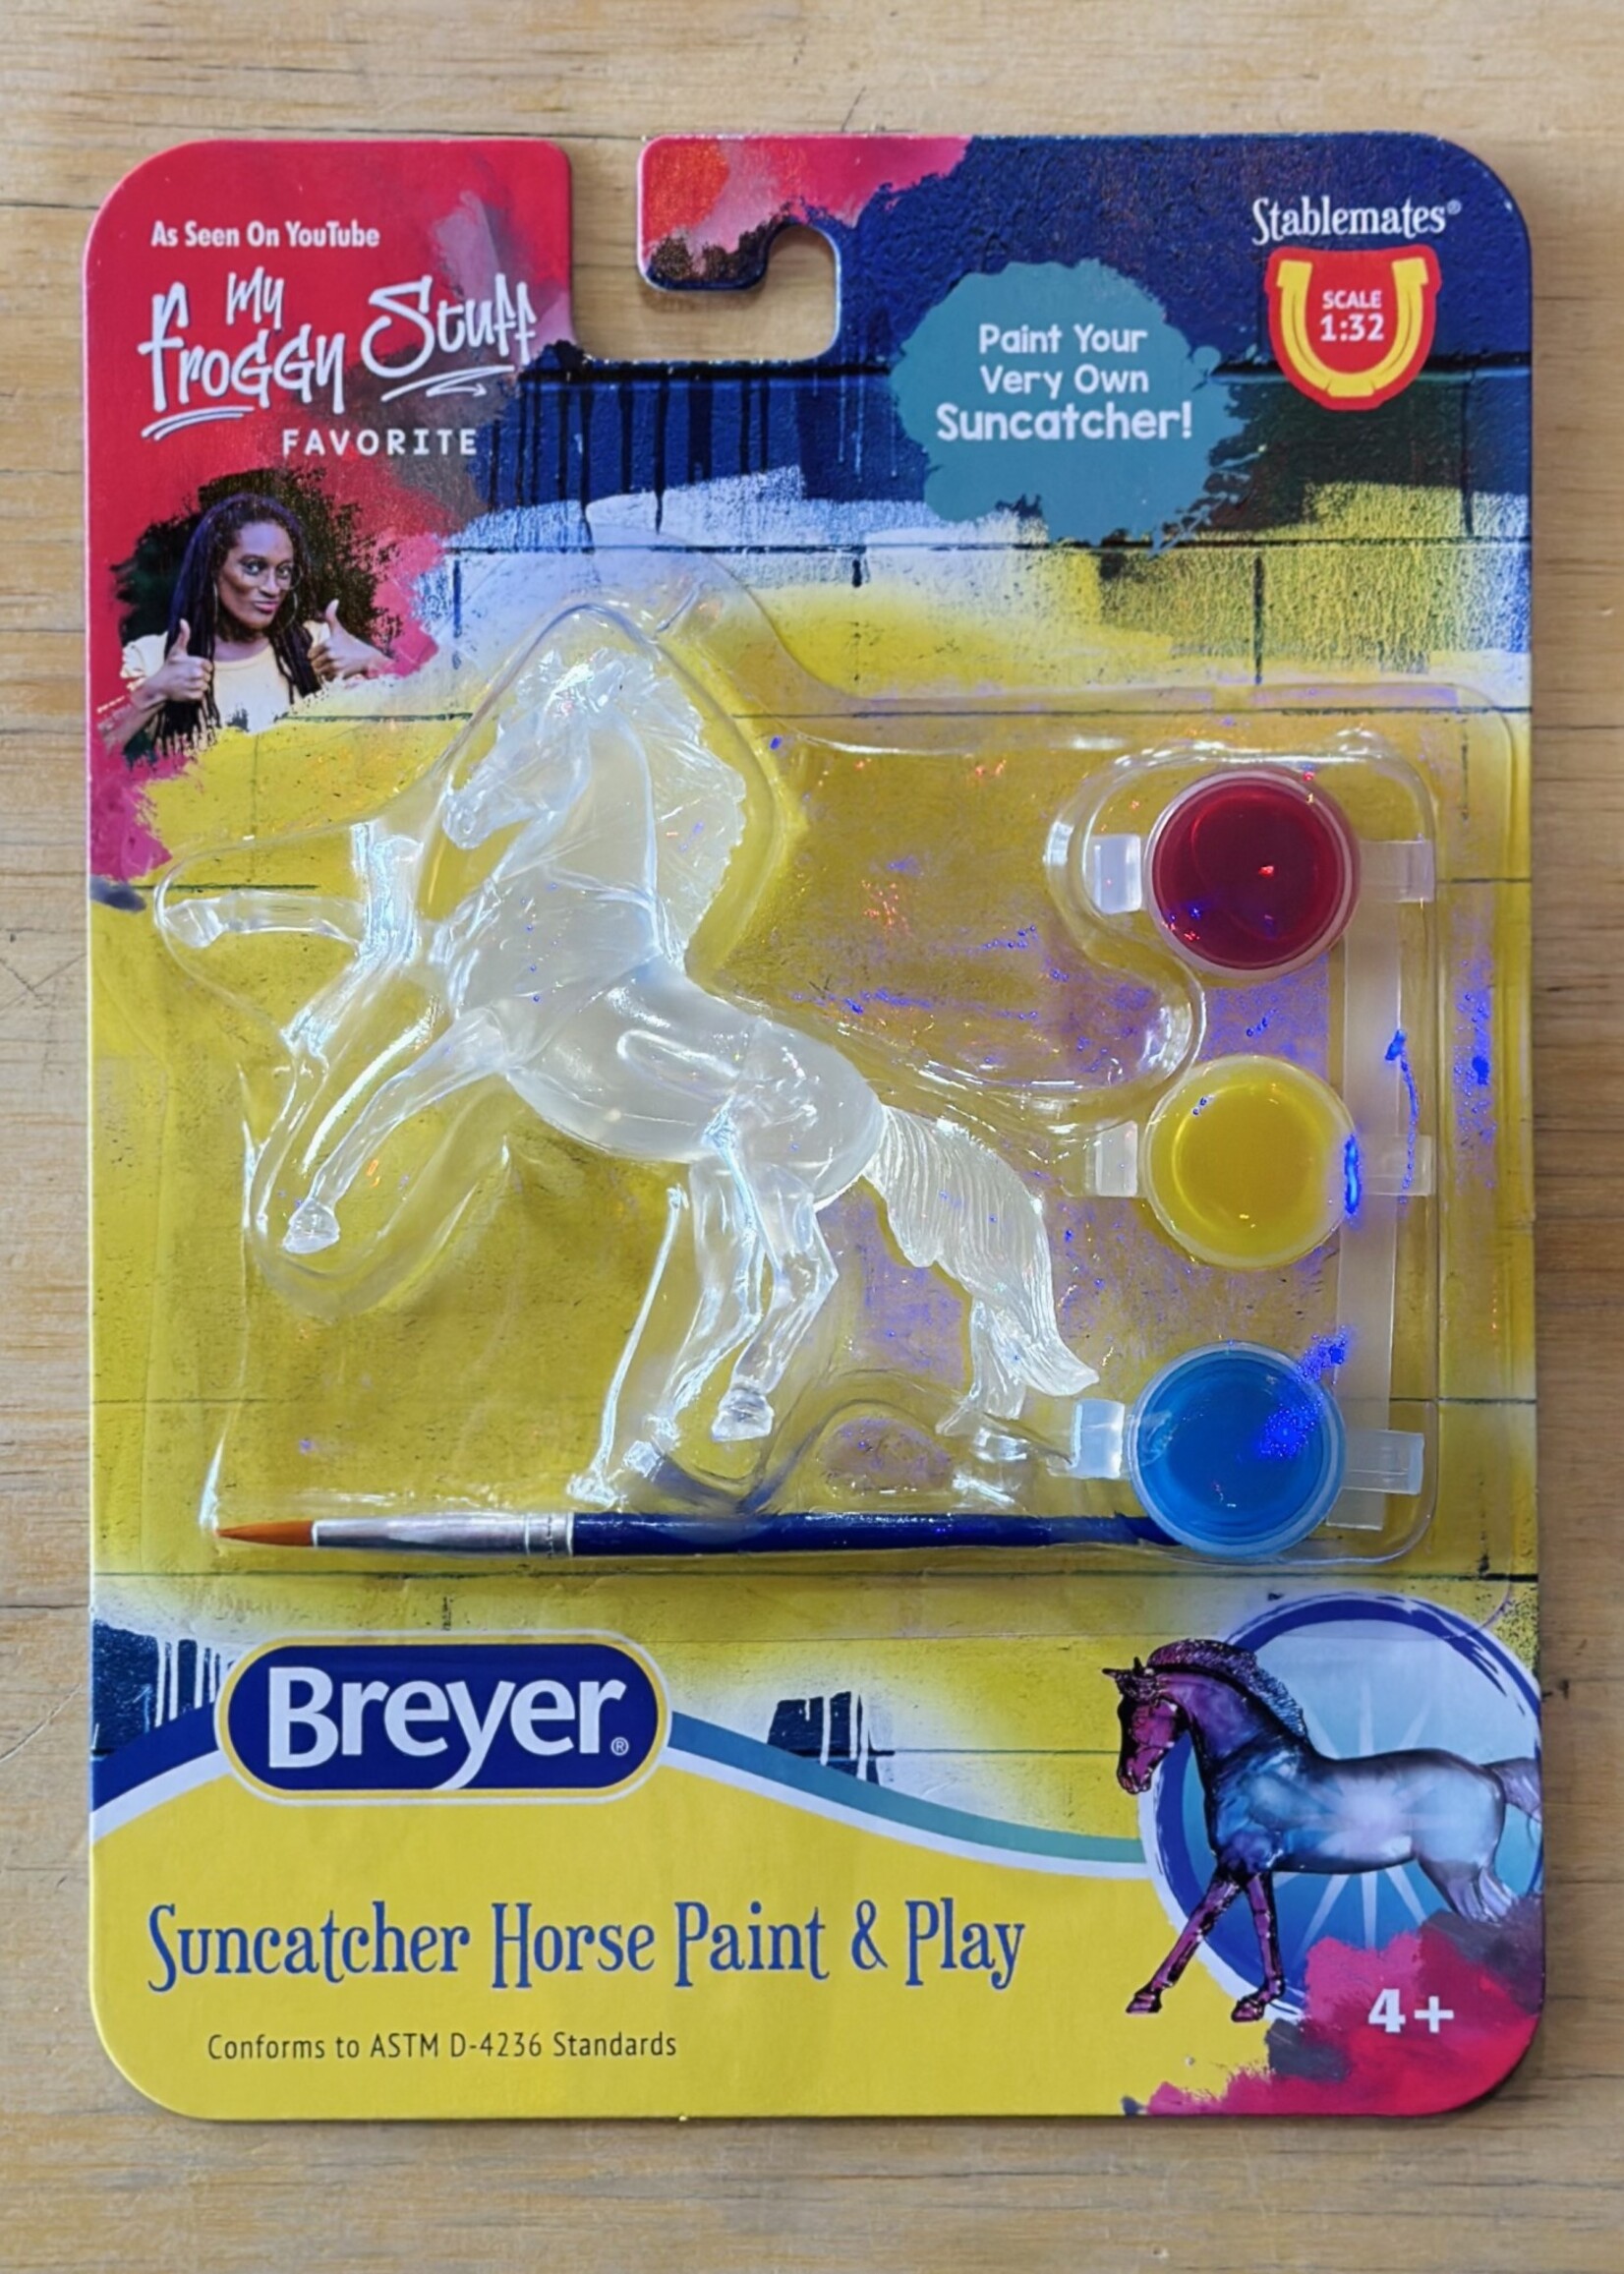 As Seen On YouTube
My
Froggy Stuff
FAVORITE
Stablemates®
SCALE
1:32
Paint Your
Very Own
Suncatcher!
Breyer®
Suncatcher Horse Paint & Play
4+
Conforms to ASTM D-4236 Standards